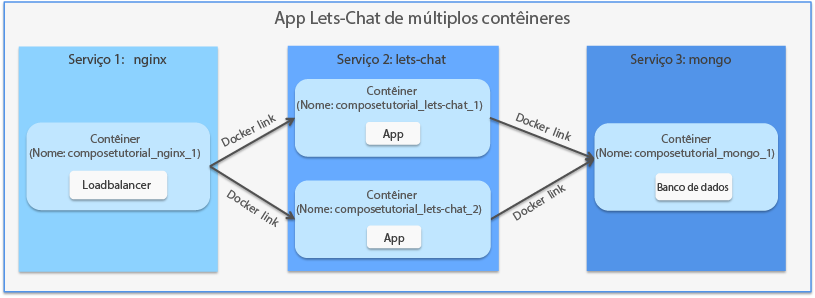 App Lets-Chat de múltiplos contêineres
Serviço 1: nginx
Contêiner
(Nome: composetutorial_nginx_1)
Loadbalancer
Docker link
Docker link
Serviço 2: lets-chat
Contêiner
(Nome: composetutorial_lets-chat_1)
App
Contêiner
(Nome: composetutorial_lets-chat_2)
App
Docker link
Docker link
Serviço 3: mongo
Contêiner
(Nome: composetutorial_mongo_1)
Banco de dados